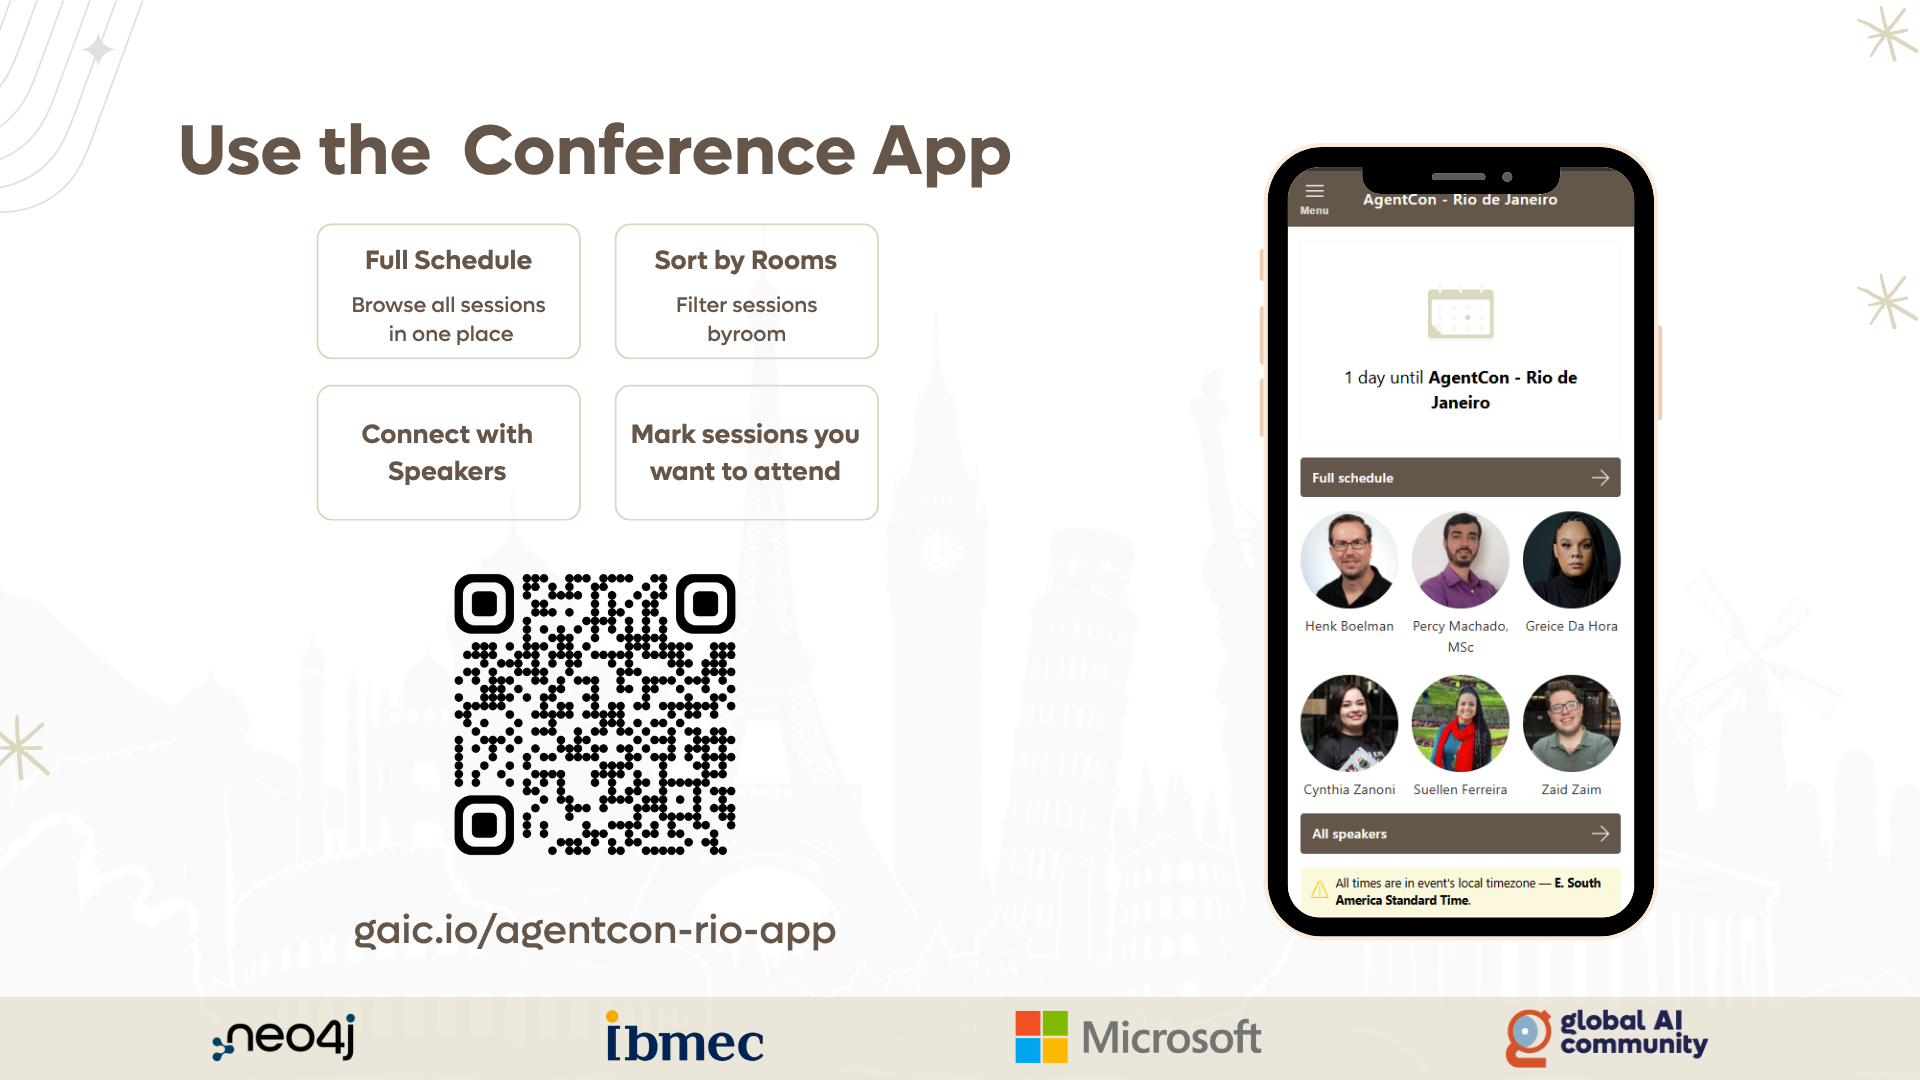 Use the Conference App
Full Schedule
Browse all sessions
in one place
Sort by Rooms
Filter sessions
byroom
Connect with
Speakers
Mark sessions you
want to attend
gaic.io/agentcon-rio-app
Menu
AgentCon - Rio de Janeiro
1 day until AgentCon - Rio de
Janeiro
Full schedule
Henk Boelman
Percy Machado,
MSc
Greice Da Hora
Cynthia Zanoni
Suellen Ferreira
Zaid Zaim
All speakers
All times are in event's local timezone — E. South
America Standard Time.
neo4j
ibmec
Microsoft
global AI
community